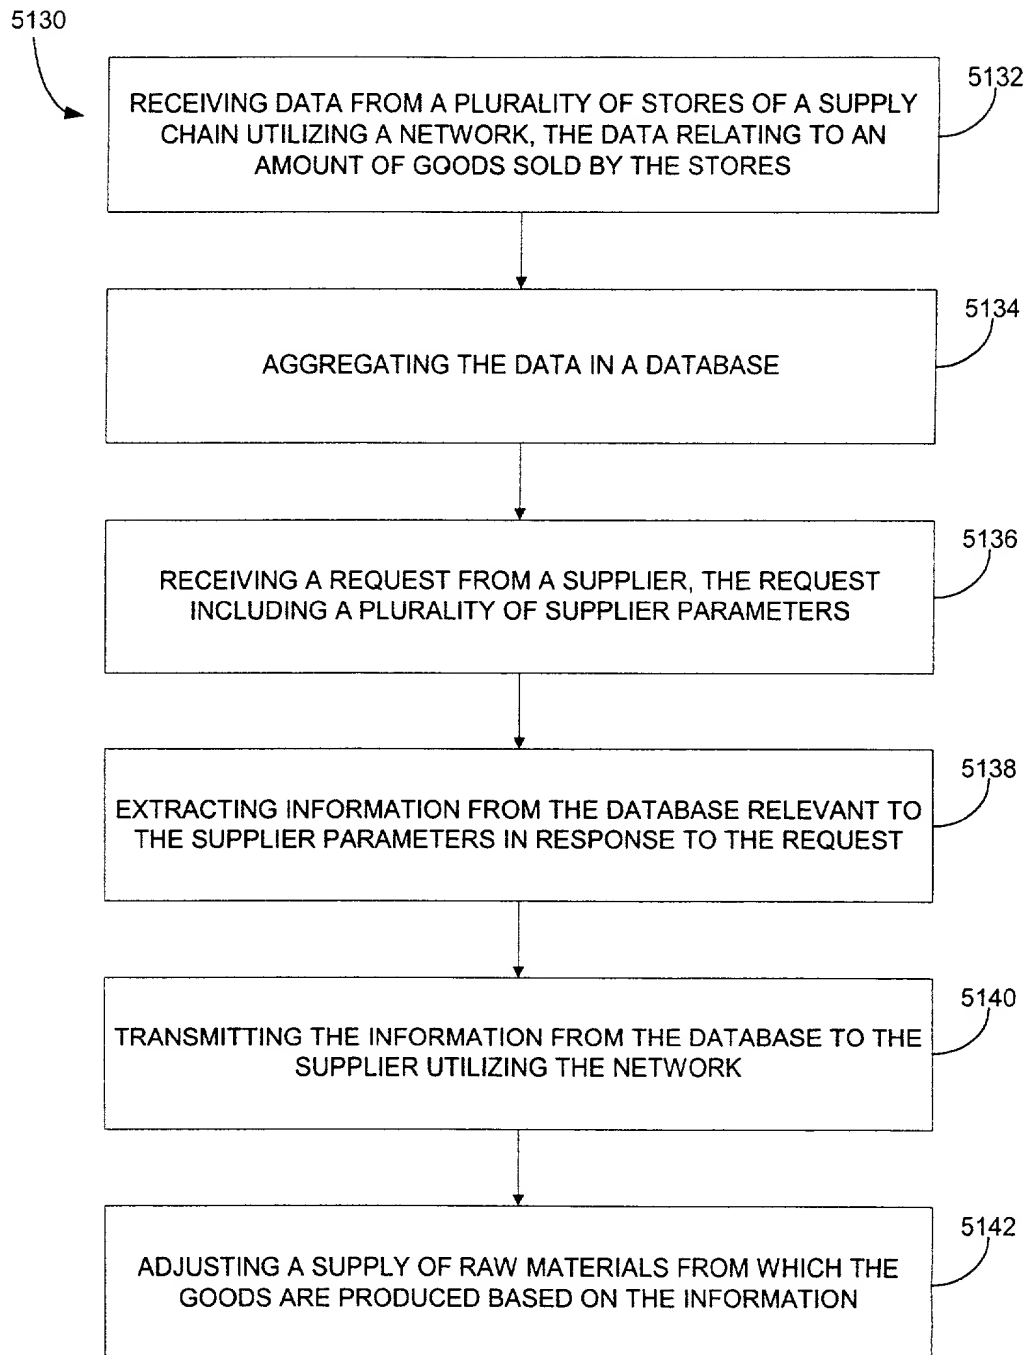 5130
5132
RECEIVING DATA FROM A PLURALITY OF STORES OF A SUPPLY
CHAIN UTILIZING A NETWORK, THE DATA RELATING TO AN
AMOUNT OF GOODS SOLD BY THE STORES
5134
AGGREGATING THE DATA IN A DATABASE
5136
RECEIVING A REQUEST FROM A SUPPLIER, THE REQUEST
INCLUDING A PLURALITY OF SUPPLIER PARAMETERS
5138
EXTRACTING INFORMATION FROM THE DATABASE RELEVANT TO
THE SUPPLIER PARAMETERS IN RESPONSE TO THE REQUEST
5140
TRANSMITTING THE INFORMATION FROM THE DATABASE TO THE
SUPPLIER UTILIZING THE NETWORK
5142
ADJUSTING A SUPPLY OF RAW MATERIALS FROM WHICH THE
GOODS ARE PRODUCED BASED ON THE INFORMATION